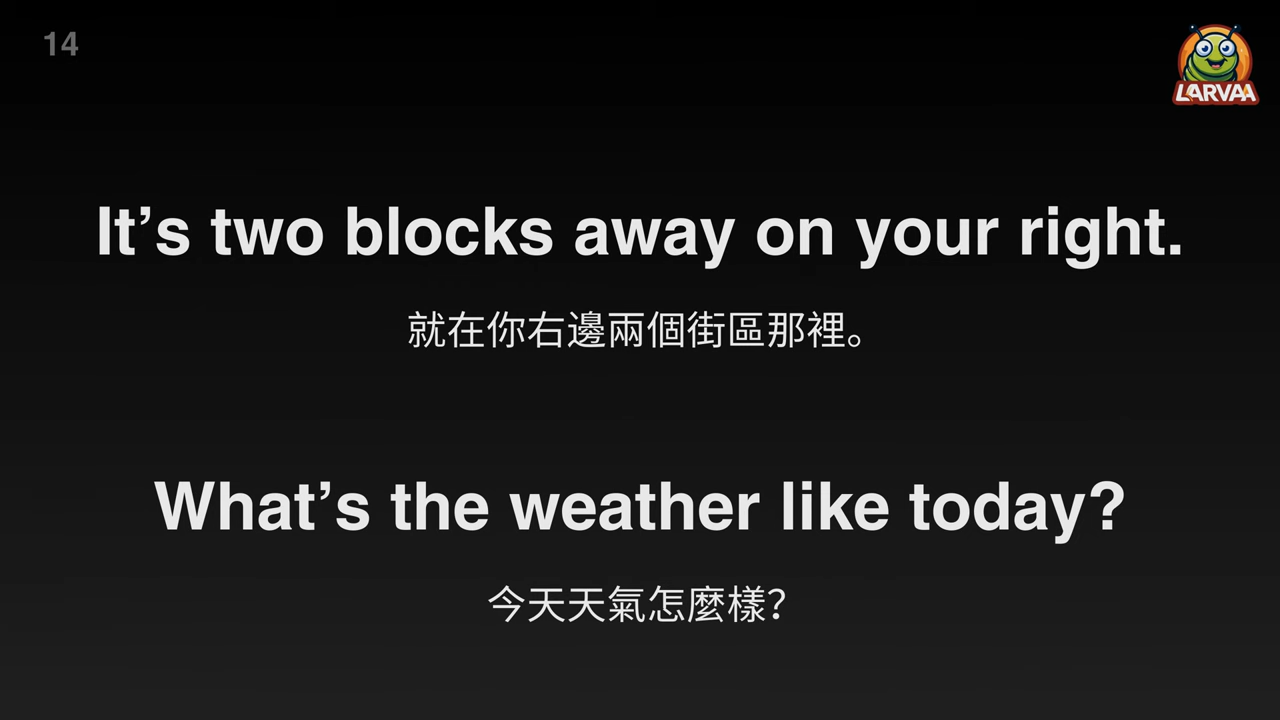 14
LARVAA
It’s two blocks away on your right.
就在你右邊兩個街區那裡。
What’s the weather like today?
今天天氣怎麼樣？